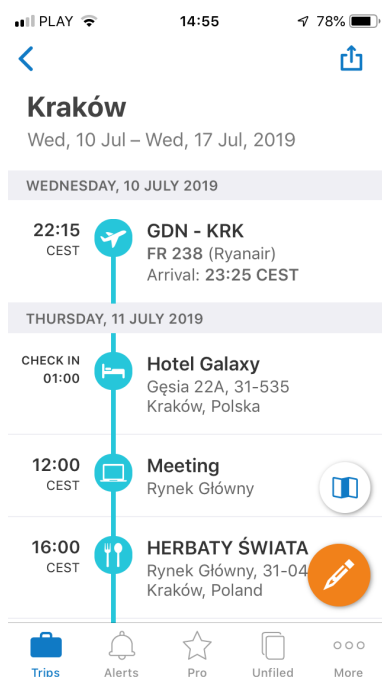 PLAY 14:55 78%
Kraków
Wed, 10 Jul – Wed, 17 Jul, 2019
WEDNESDAY, 10 JULY 2019
22:15 GDN - KRK
CEST FR 238 (Ryanair)
Arrival: 23:25 CEST
THURSDAY, 11 JULY 2019
CHECK IN Hotel Galaxy
01:00 Gęsia 22A, 31-535
Kraków, Polska
12:00 Meeting
CEST Rynek Główny
16:00 HERBATY ŚWIATA
CEST Rynek Główny, 31-04
Kraków, Poland
Trips Alerts Pro Unfiled More